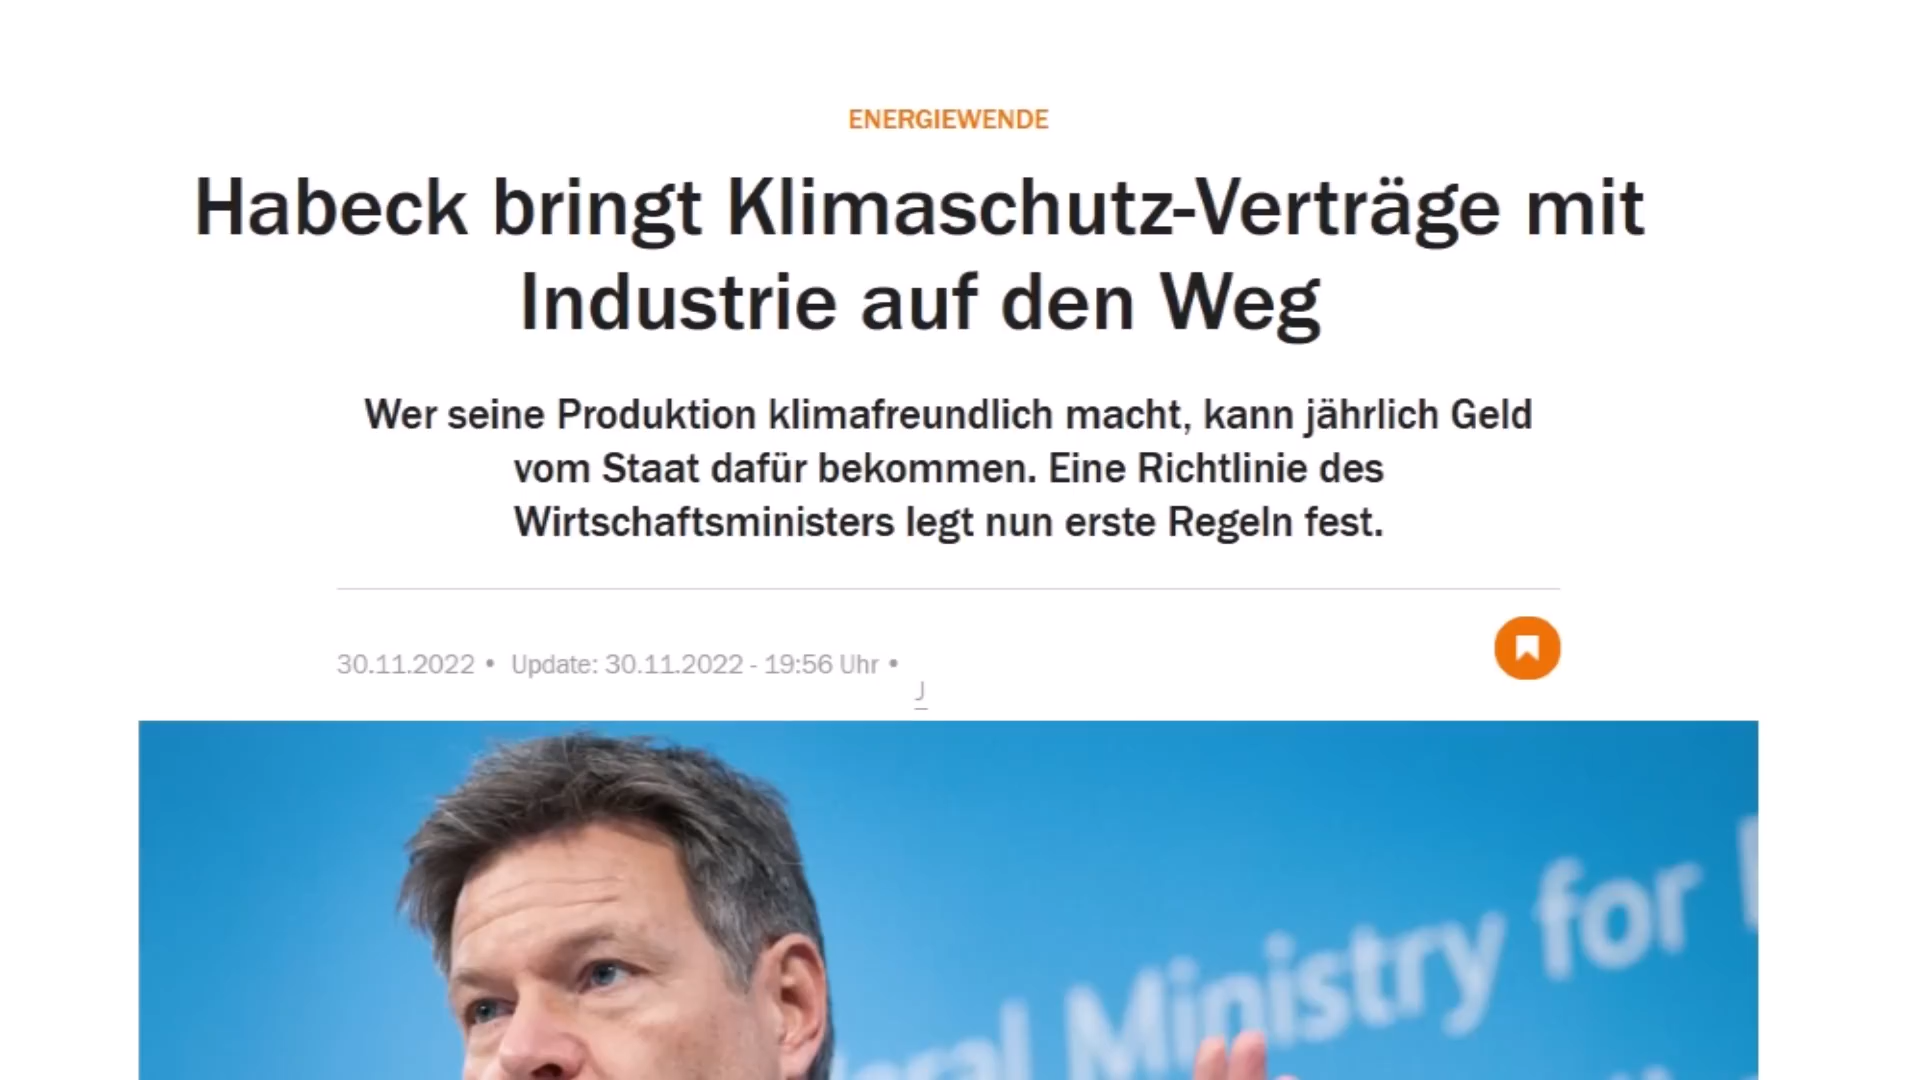 ENERGIEWENDE
Habeck bringt Klimaschutz-Verträge mit
Industrie auf den Weg
Wer seine Produktion klimafreundlich macht, kann jährlich Geld
vom Staat dafür bekommen. Eine Richtlinie des
Wirtschaftsministers legt nun erste Regeln fest.
30.11.2022 • Update: 30.11.2022 - 19:56 Uhr •
J
Ministry for